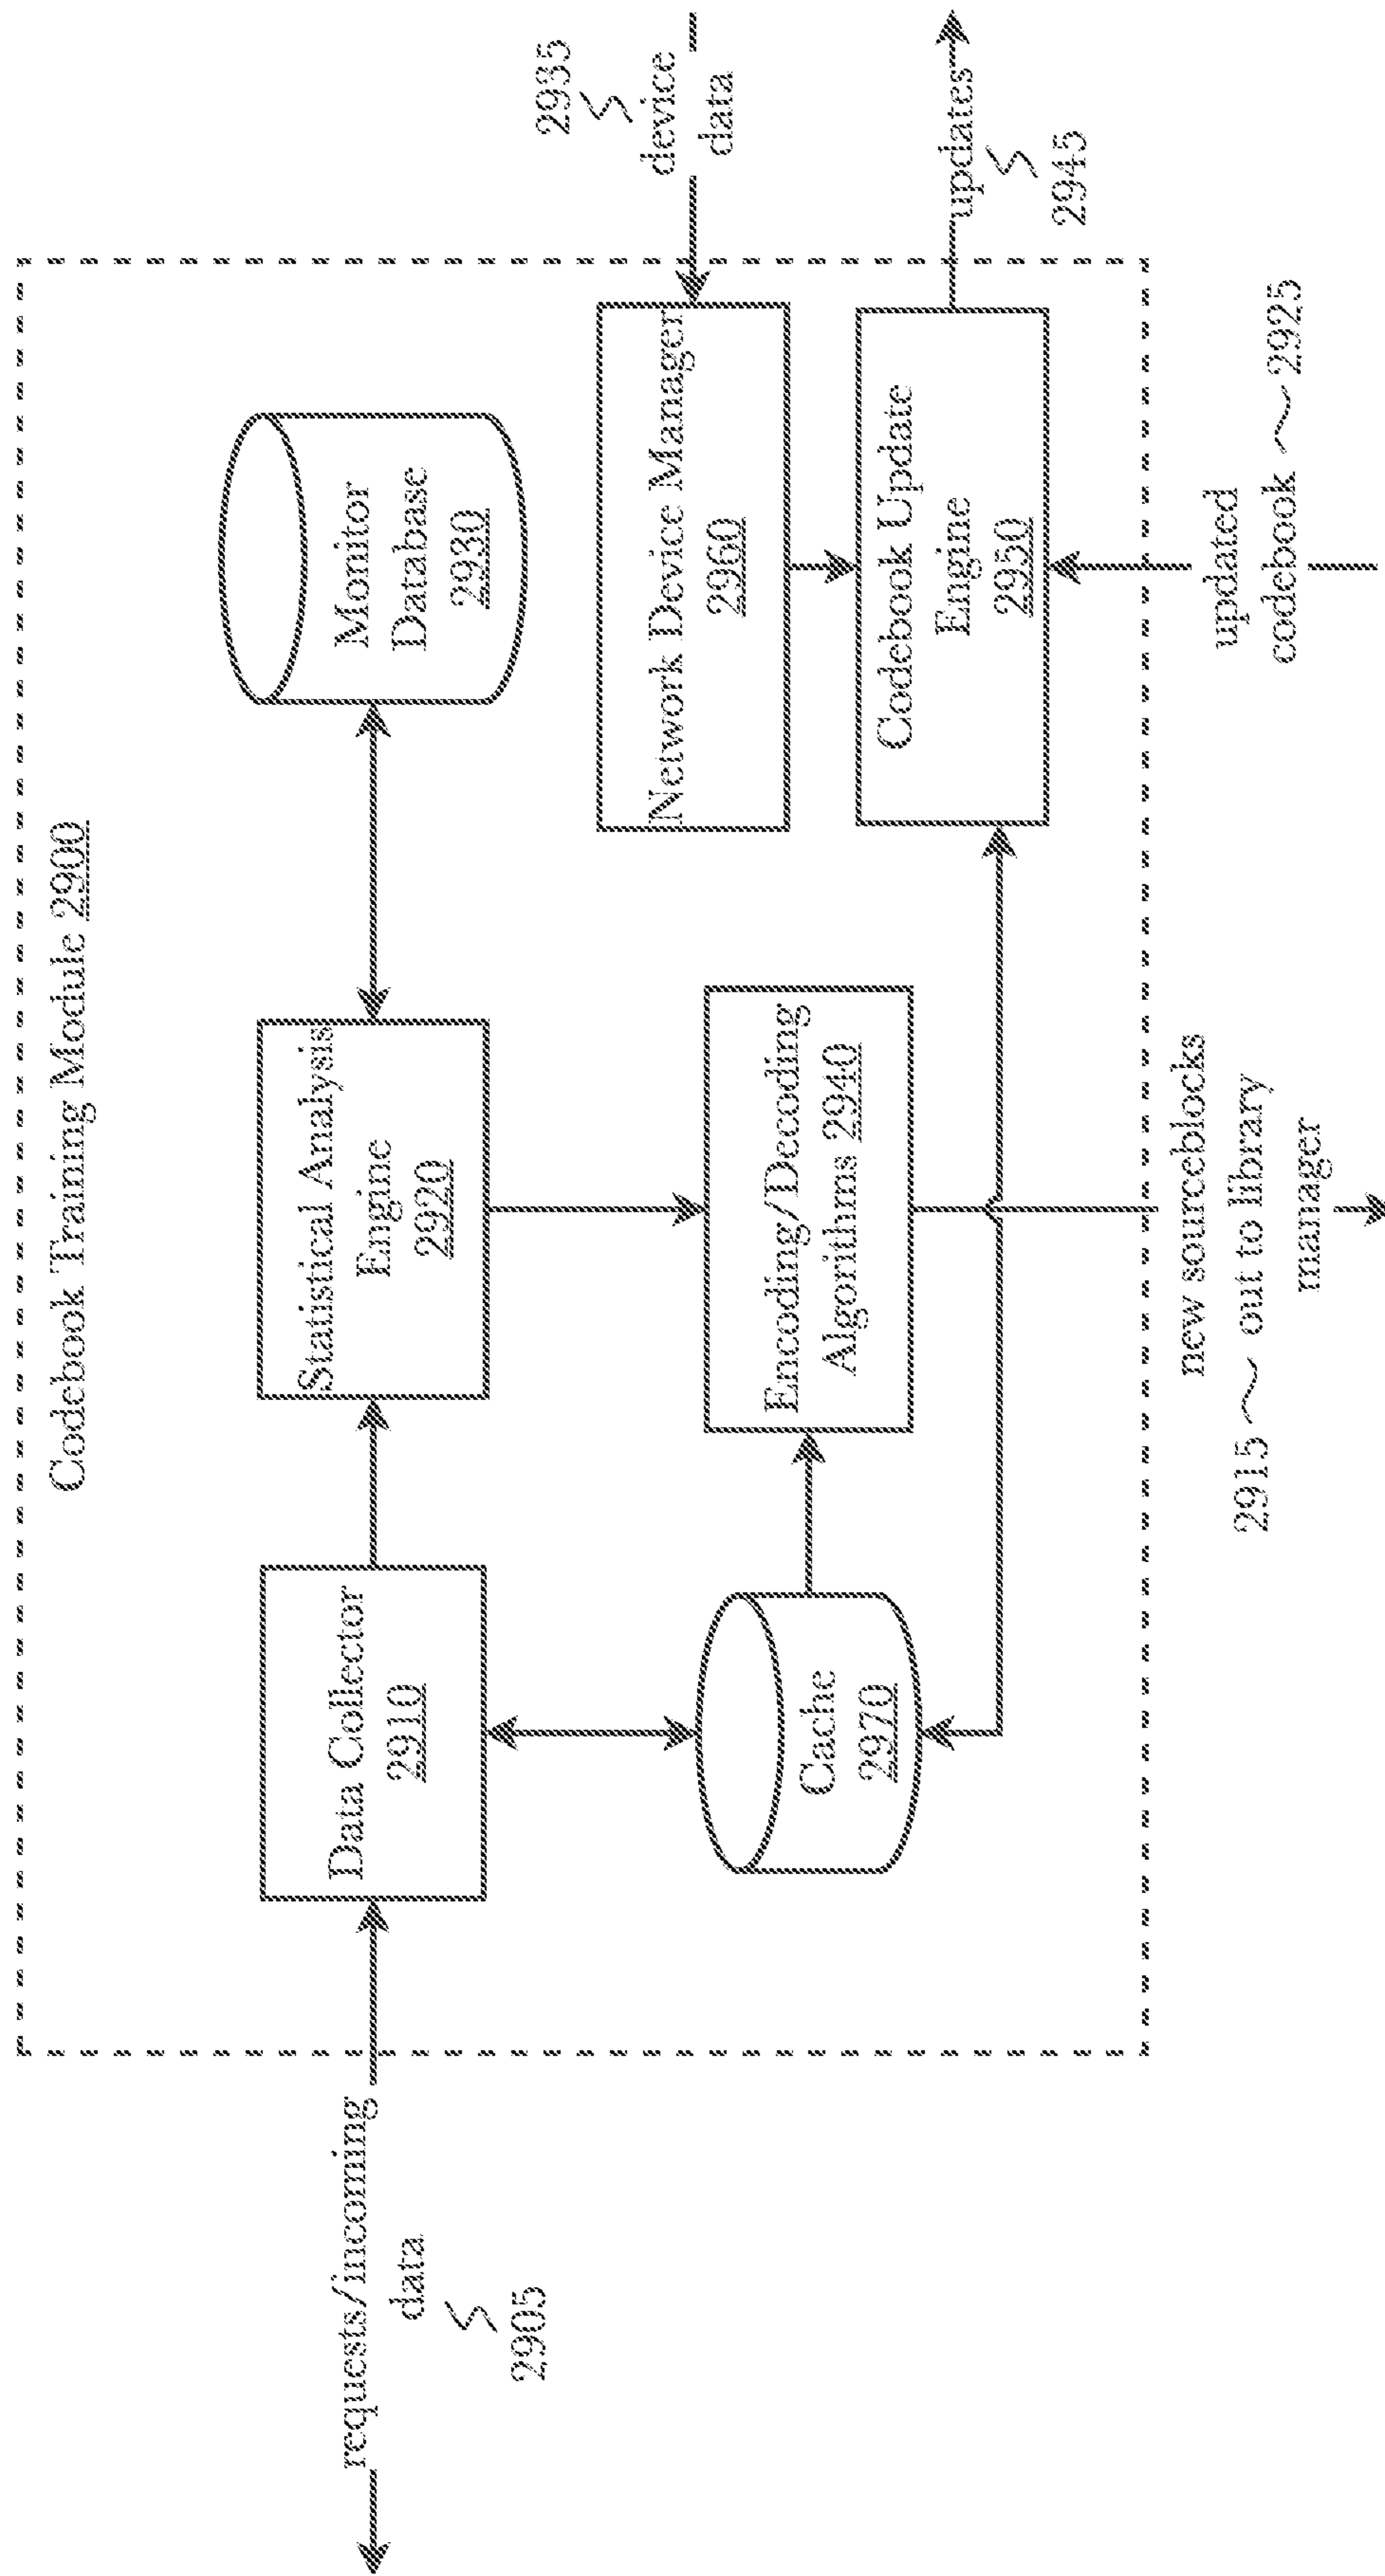 Codebook Training Module 2900
requests/incoming
data
2905
Data Collector
2910
Statistical Analysis
Engine
2920
Monitor
Database
2930
Cache
2970
Encoding/Decoding
Algorithms 2940
Network Device Manager
2960
2935
device
data
Codebook Update
Engine
2950
updates
2945
new sourceblocks
2915 ~ out to library
manager
updated
codebook ~ 2925